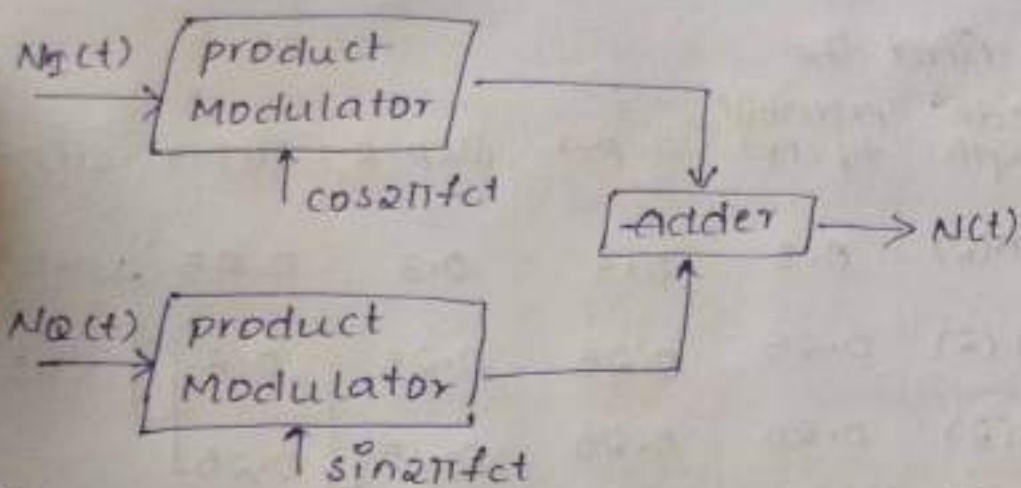 NI(t)
product
Modulator
cos2πfct
Adder
N(t)
NQ(t)
product
Modulator
sin2πfct